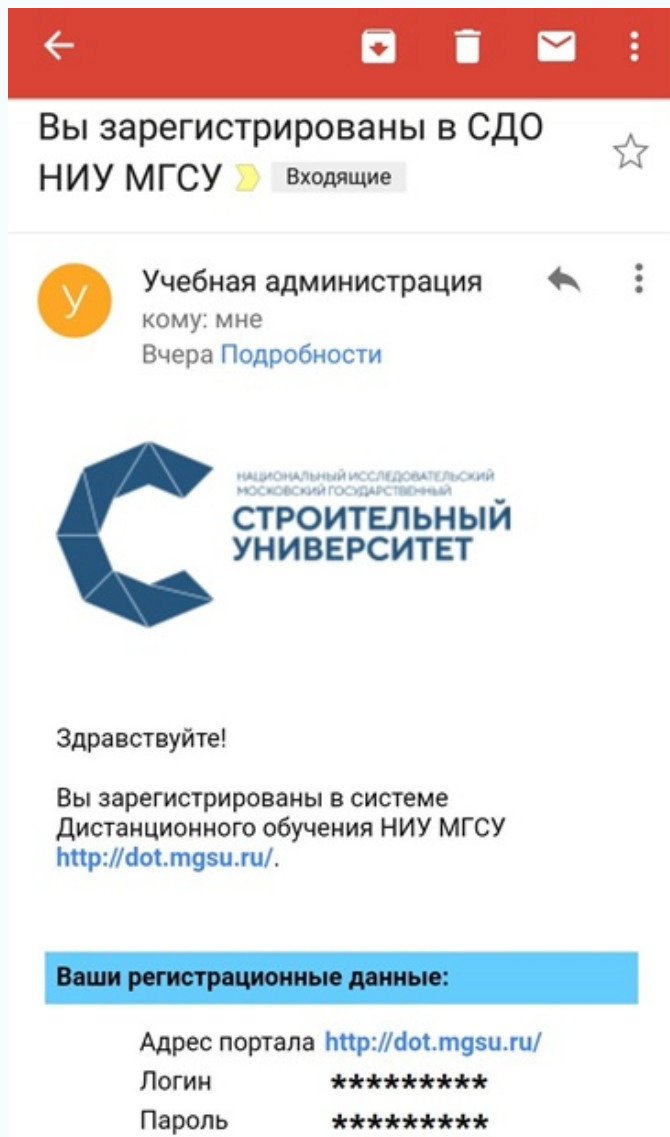 Вы зарегистрированы в СДО
НИУ МГСУ Входящие
У
Учебная администрация
кому: мне
Вчера Подробности
НАЦИОНАЛЬНЫЙ ИССЛЕДОВАТЕЛЬСКИЙ
МОСКОВСКИЙ ГОСУДАРСТВЕННЫЙ
СТРОИТЕЛЬНЫЙ
УНИВЕРСИТЕТ
Здравствуйте!
Вы зарегистрированы в системе
Дистанционного обучения НИУ МГСУ
http://dot.mgsu.ru/.
Ваши регистрационные данные:
Адрес портала http://dot.mgsu.ru/
Логин *********
Пароль *********